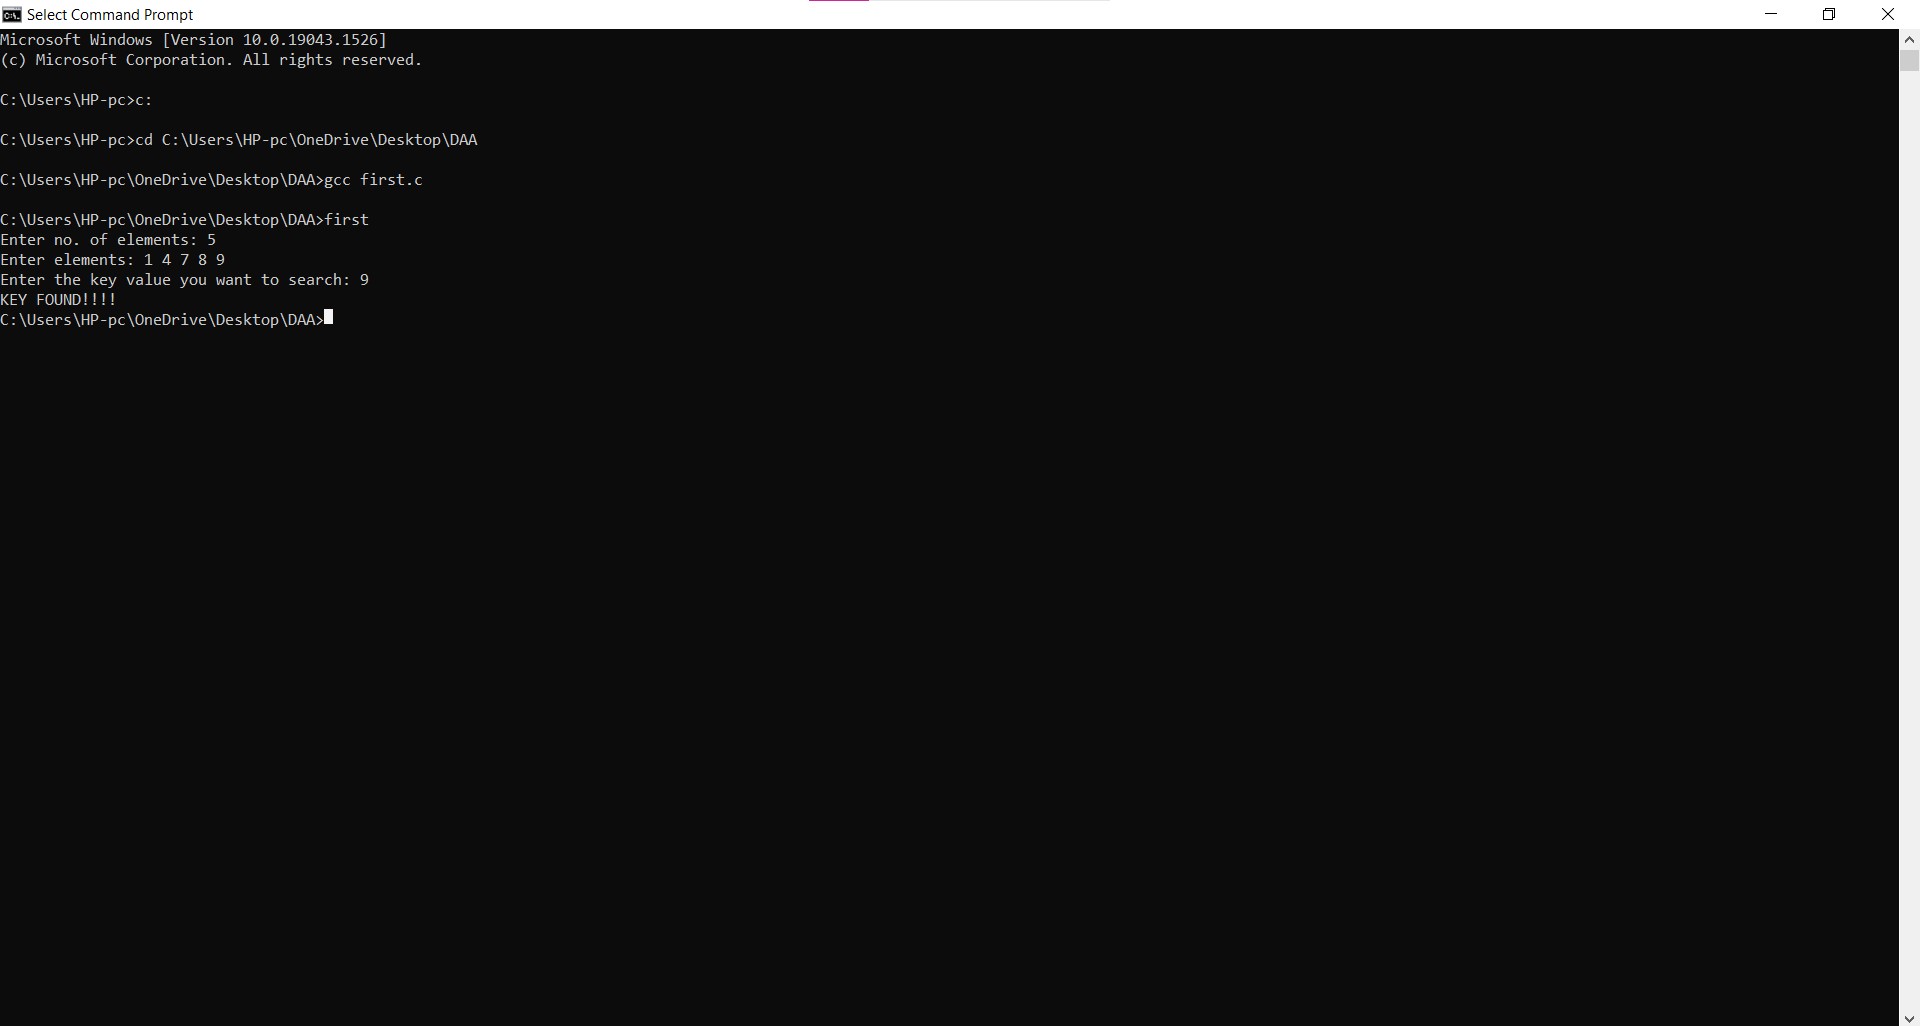 Select Command Prompt
Microsoft Windows [Version 10.0.19043.1526]
(c) Microsoft Corporation. All rights reserved.
C:\Users\HP-pc>c:
C:\Users\HP-pc>cd C:\Users\HP-pc\OneDrive\Desktop\DAA
C:\Users\HP-pc\OneDrive\Desktop\DAA>gcc first.c
C:\Users\HP-pc\OneDrive\Desktop\DAA>first
Enter no. of elements: 5
Enter elements: 1 4 7 8 9
Enter the key value you want to search: 9
KEY FOUND!!!!
C:\Users\HP-pc\OneDrive\Desktop\DAA>